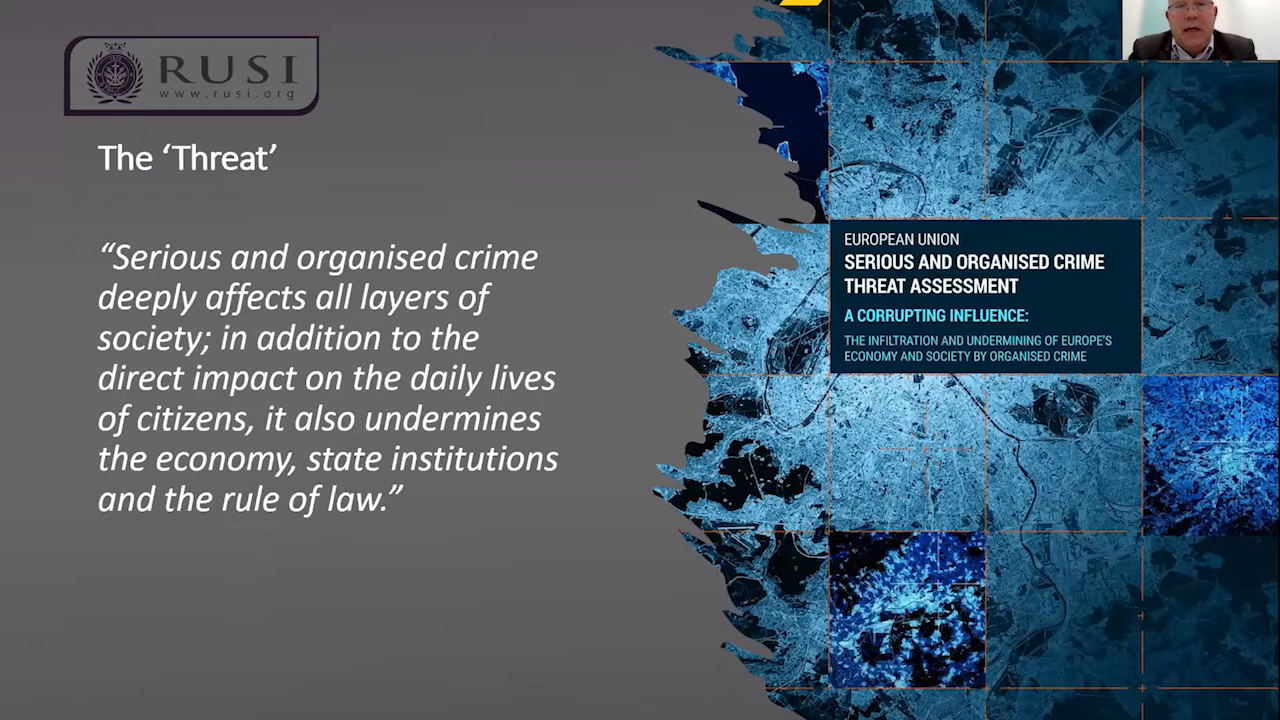 RUSI
www.rusi.org
The ‘Threat’
“Serious and organised crime
deeply affects all layers of
society; in addition to the
direct impact on the daily lives
of citizens, it also undermines
the economy, state institutions
and the rule of law.”
EUROPEAN UNION
SERIOUS AND ORGANISED CRIME
THREAT ASSESSMENT
A CORRUPTING INFLUENCE:
THE INFILTRATION AND UNDERMINING OF EUROPE'S
ECONOMY AND SOCIETY BY ORGANISED CRIME